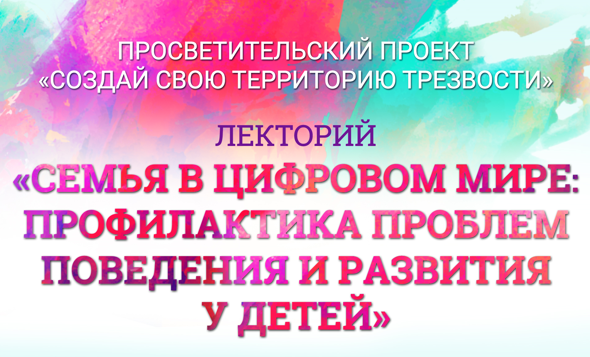 ПРОСВЕТИТЕЛЬСКИЙ ПРОЕКТ
«СОЗДАЙ СВОЮ ТЕРРИТОРИЮ ТРЕЗВОСТИ»
ЛЕКТОРИЙ
«СЕМЬЯ В ЦИФРОВОМ МИРЕ:
ПРОФИЛАКТИКА ПРОБЛЕМ
ПОВЕДЕНИЯ И РАЗВИТИЯ
У ДЕТЕЙ»